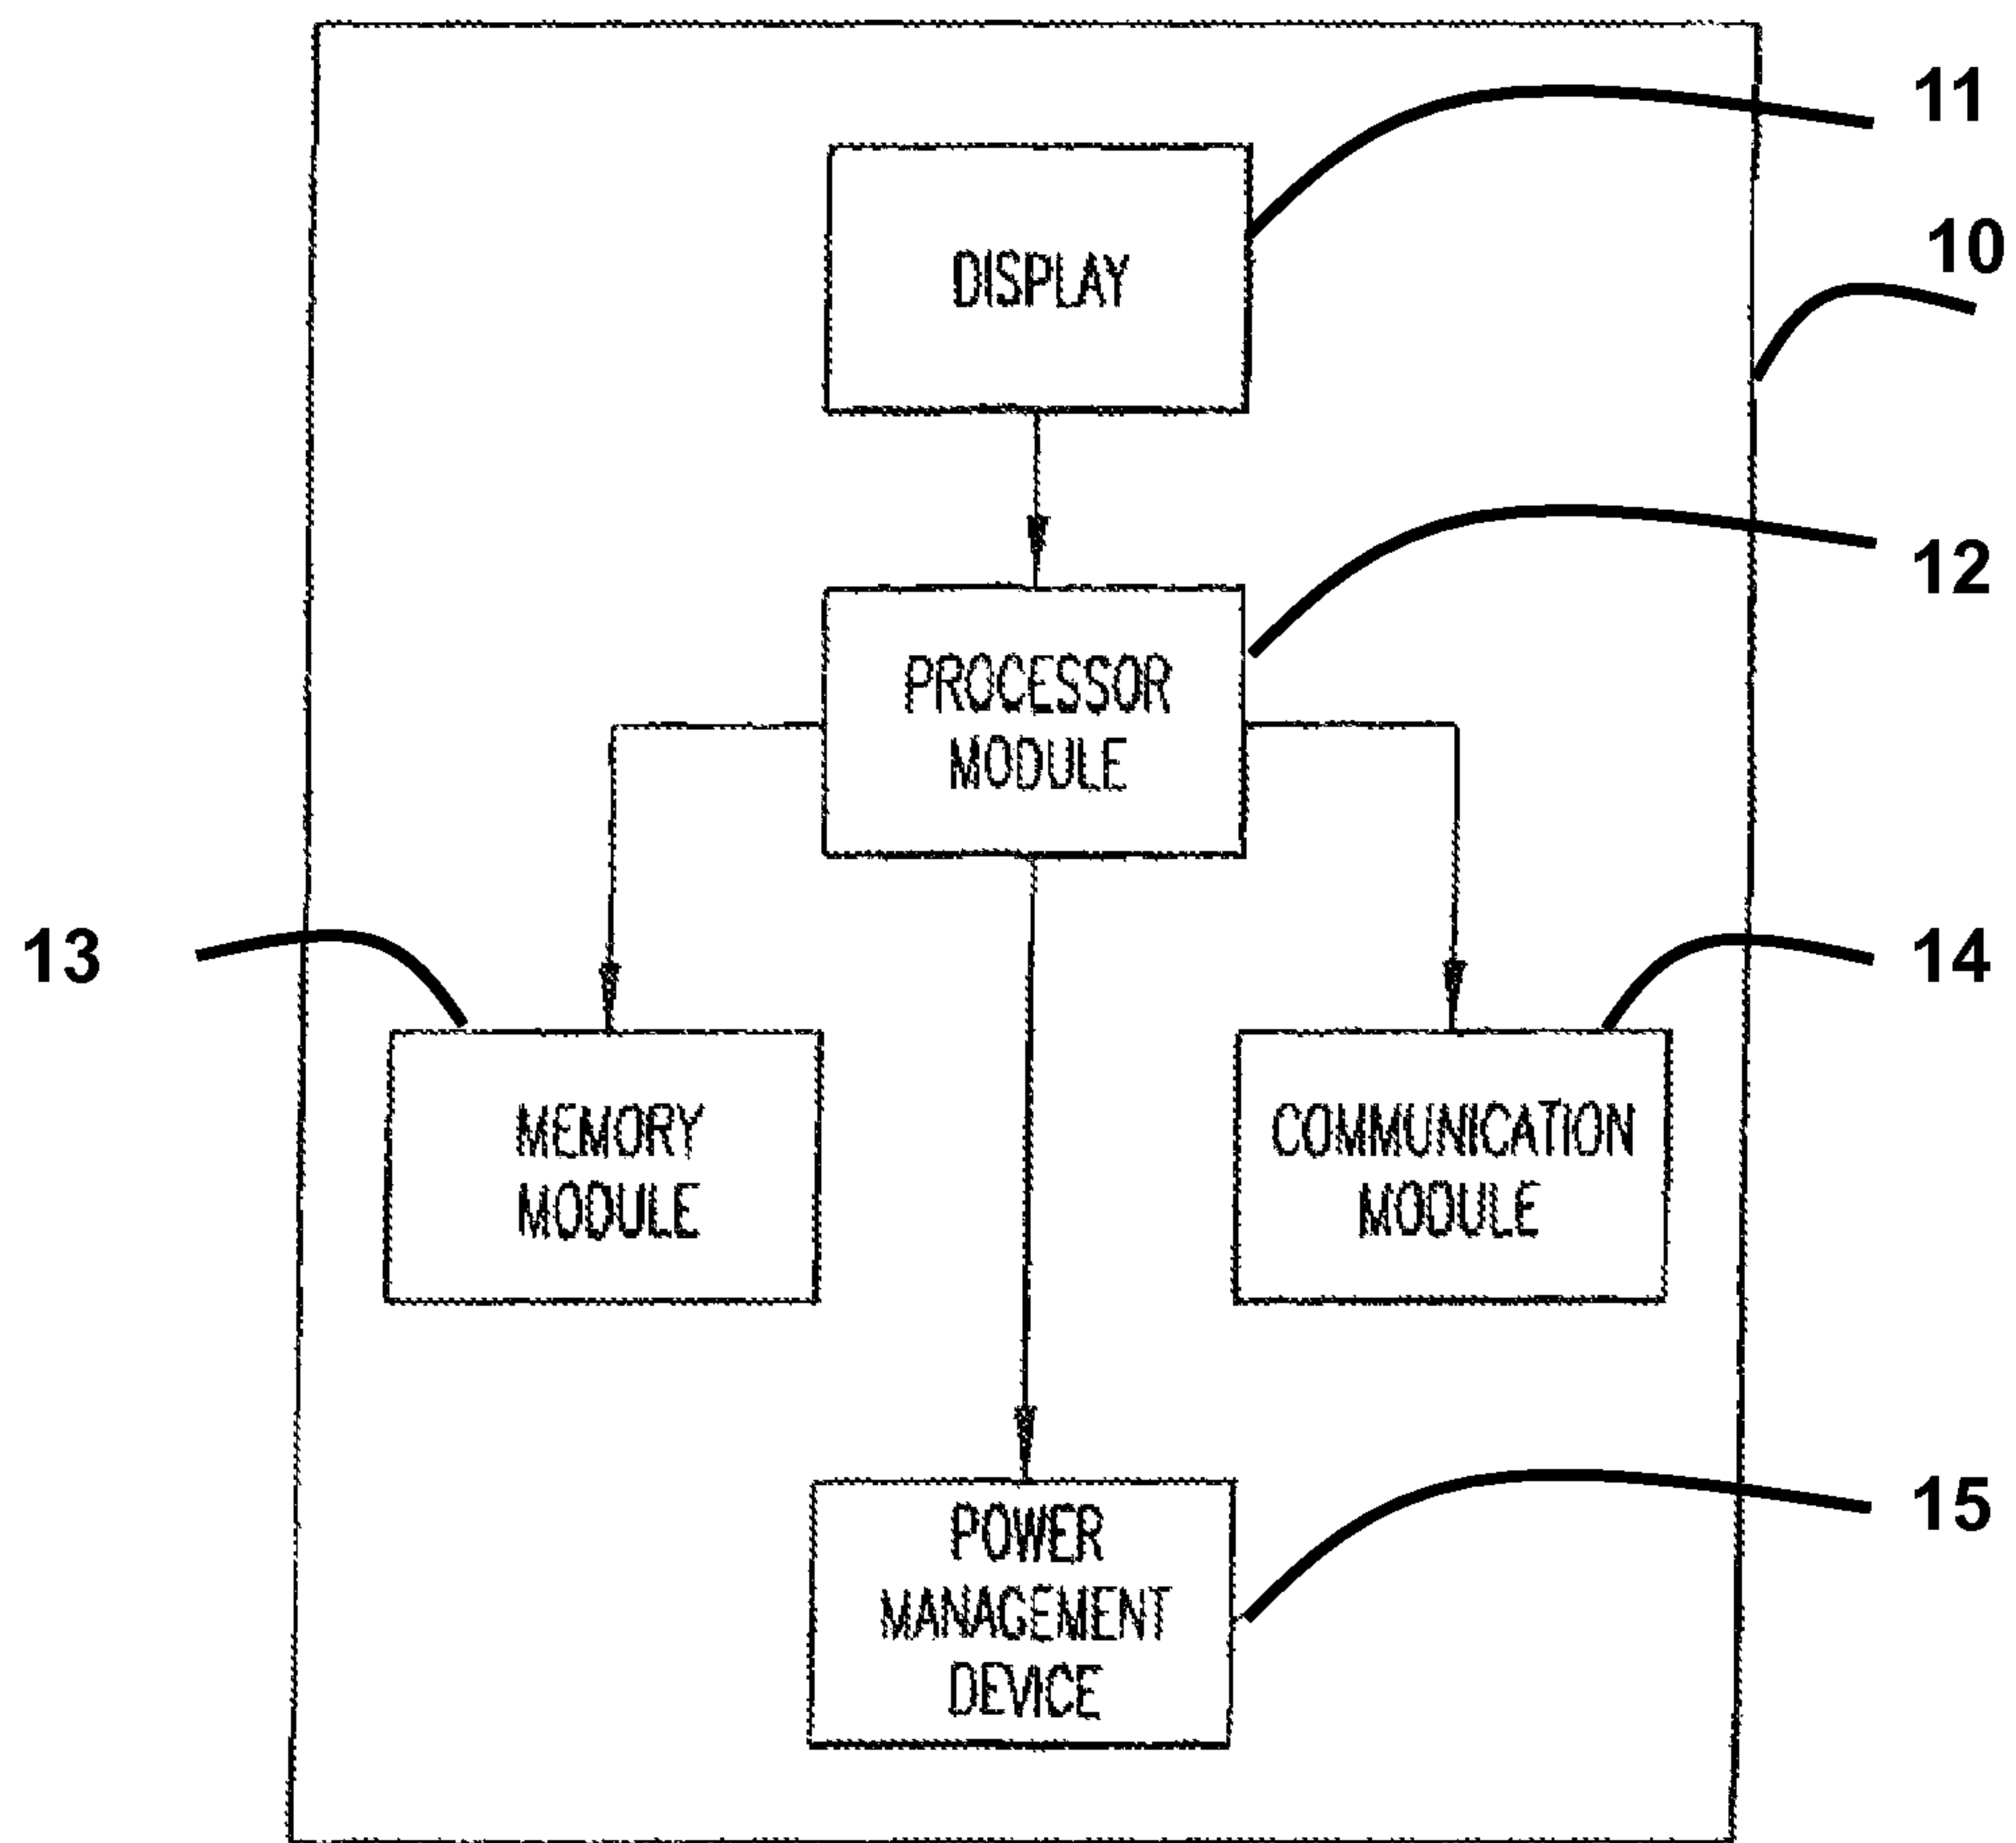 11
10
DISPLAY
12
PROCESSOR
MODULE
13
14
MEMORY
MODULE
COMMUNICATION
MODULE
15
POWER
MANAGEMENT
DEVICE